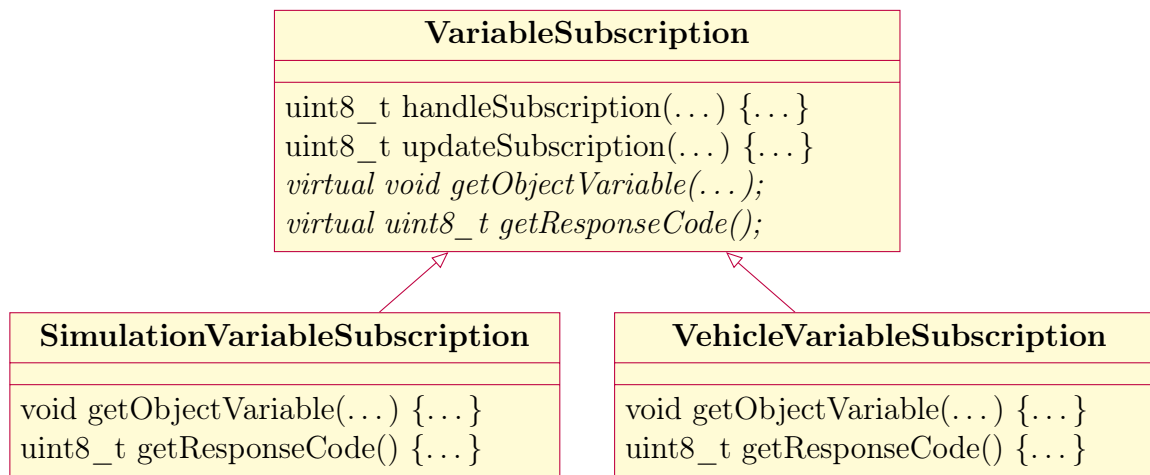 VariableSubscription
uint8_t handleSubscription(...) {...}
uint8_t updateSubscription(...) {...}
virtual void getObjectVariable(...);
virtual uint8_t getResponseCode();
SimulationVariableSubscription
void getObjectVariable(...) {...}
uint8_t getResponseCode() {...}
VehicleVariableSubscription
void getObjectVariable(...) {...}
uint8_t getResponseCode() {...}